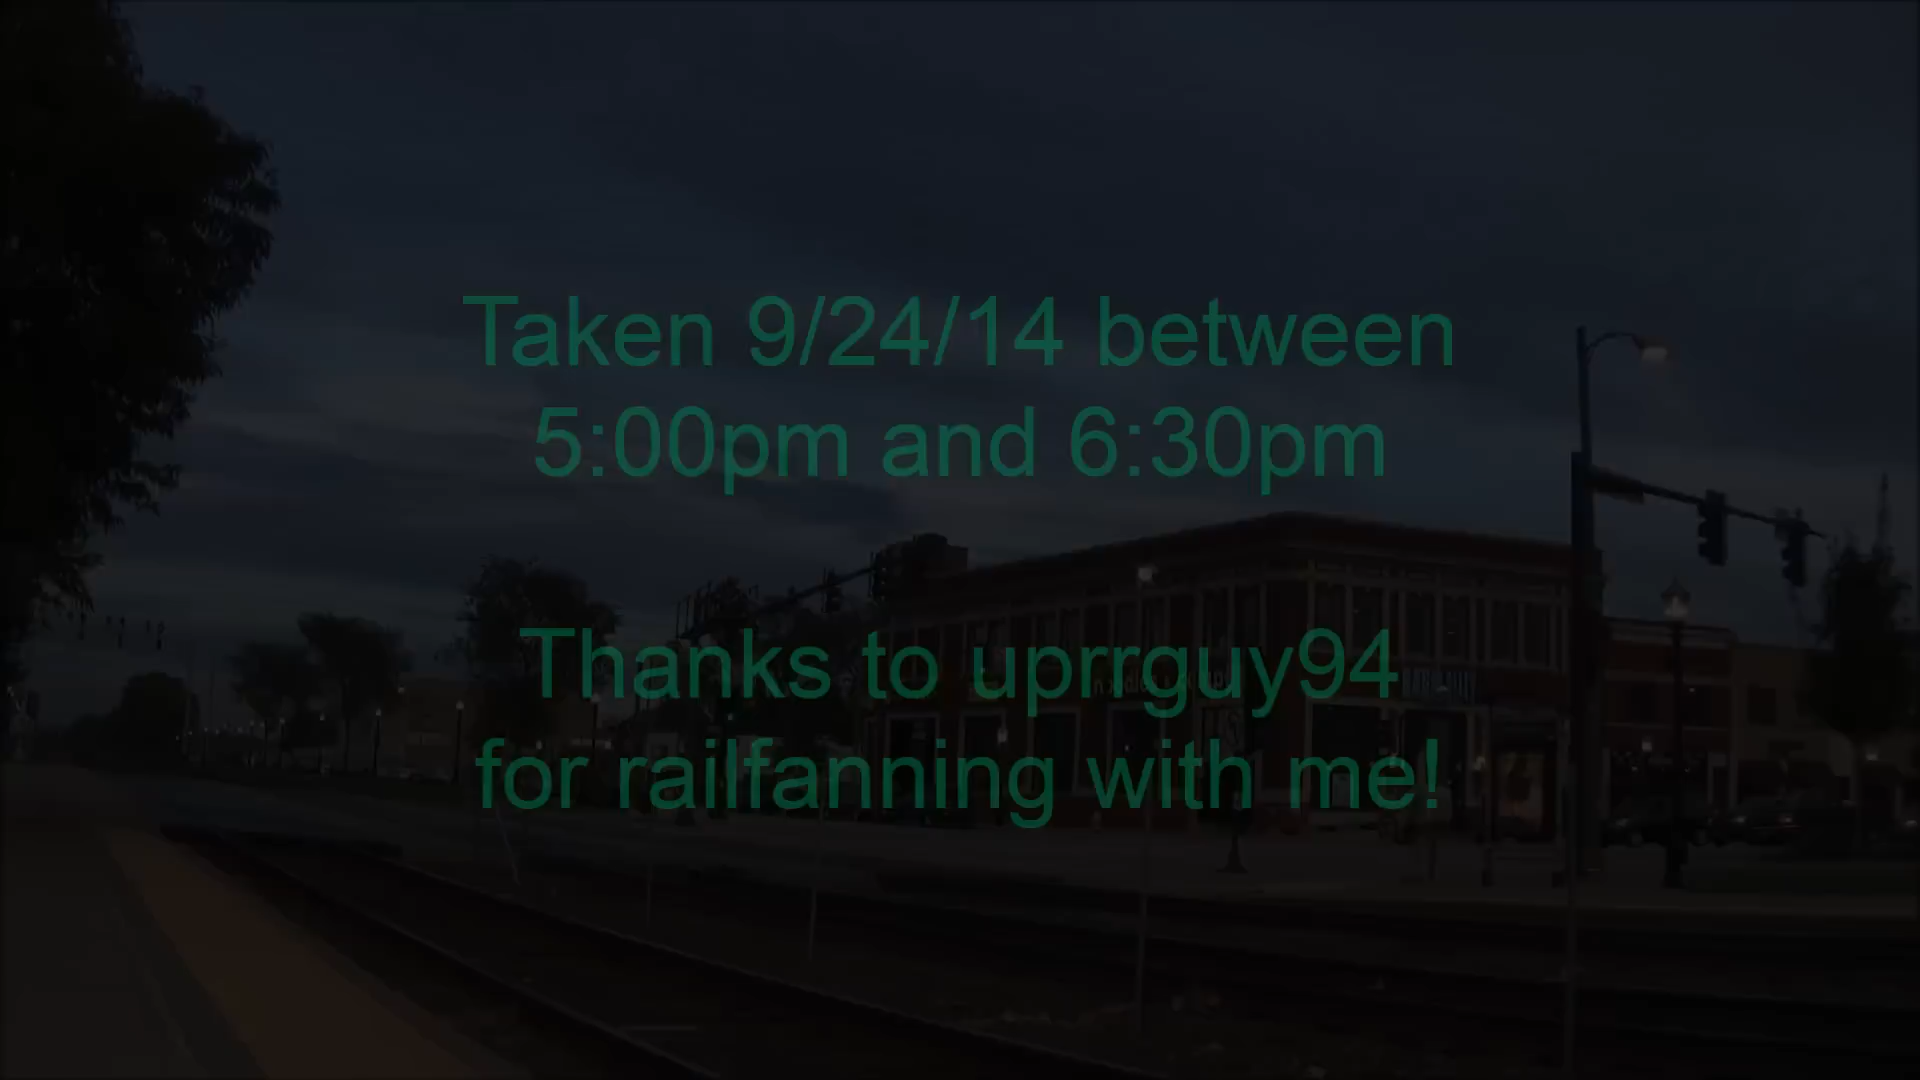 Taken 9/24/14 between
5:00pm and 6:30pm
Thanks to uprrguy94
for railfanning with me!